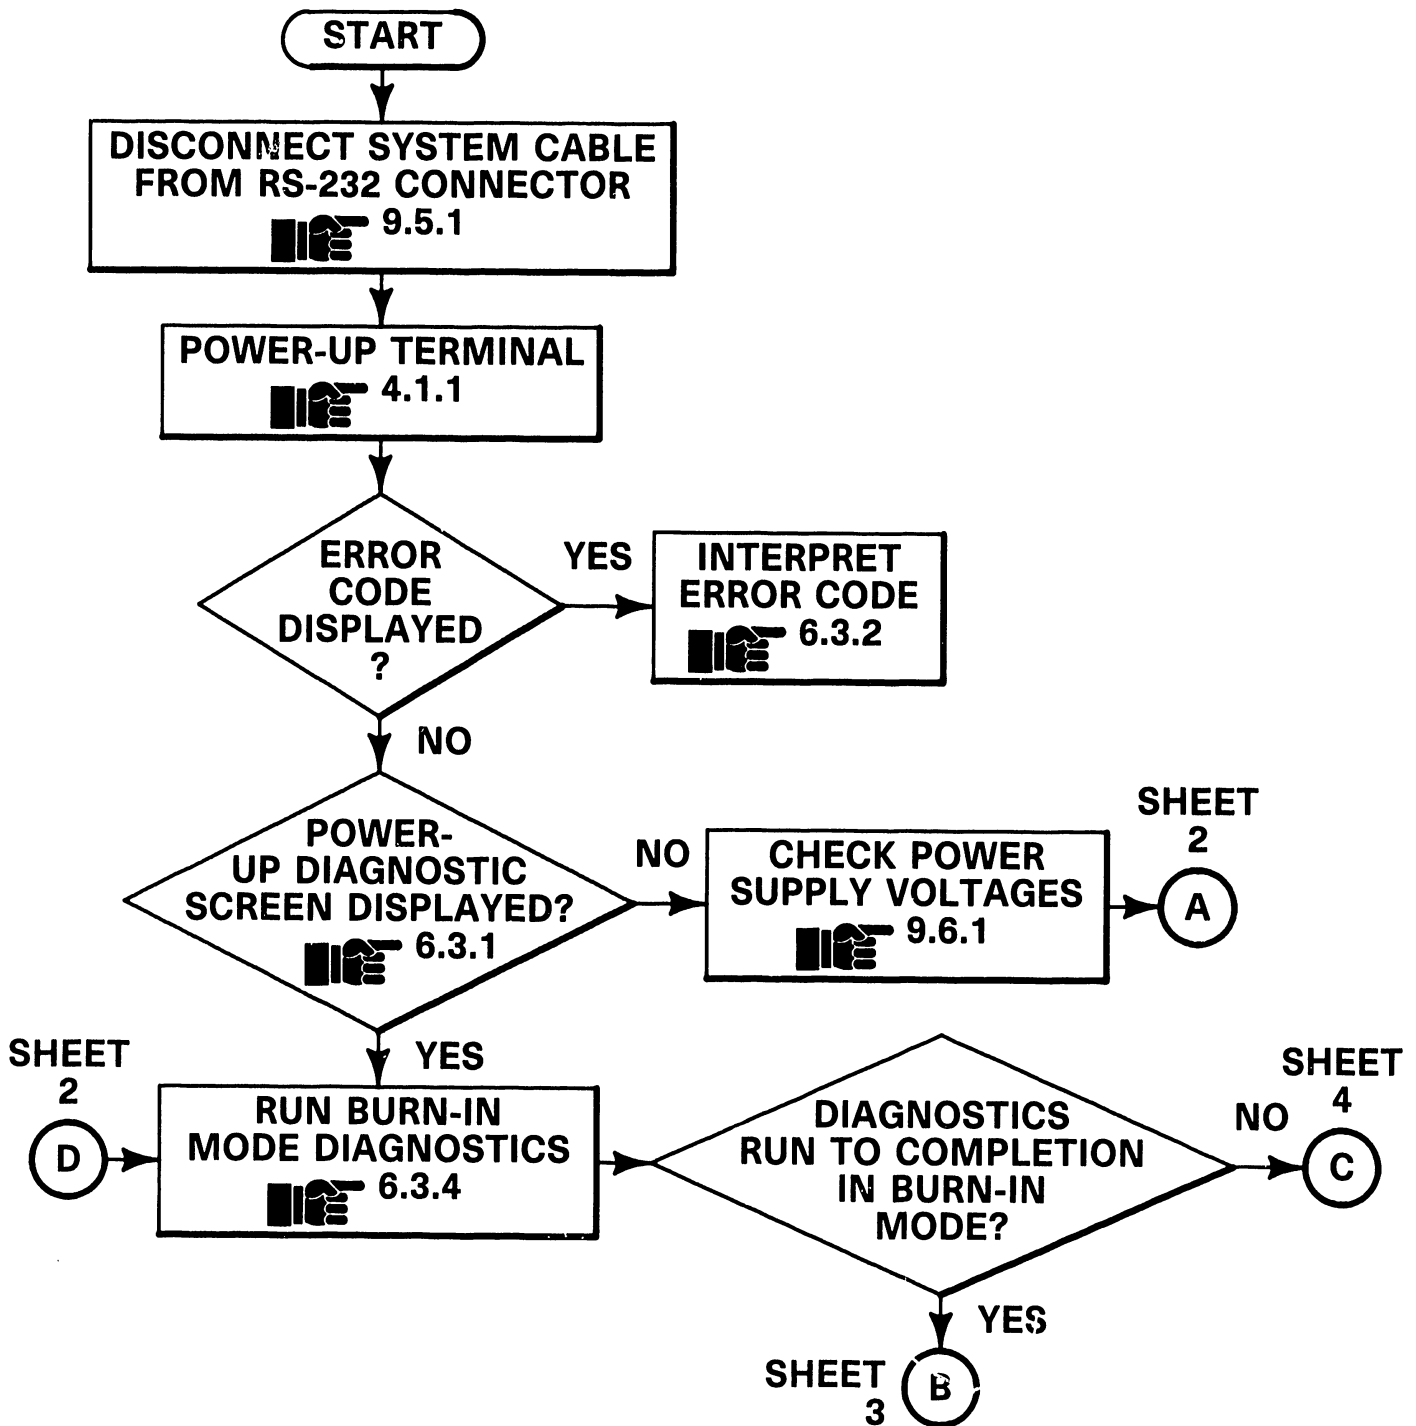 START
DISCONNECT SYSTEM CABLE
FROM RS-232 CONNECTOR
9.5.1
POWER-UP TERMINAL
4.1.1
ERROR
CODE
DISPLAYED
?
YES
INTERPRET
ERROR CODE
6.3.2
NO
POWER-
UP DIAGNOSTIC
SCREEN DISPLAYED?
6.3.1
NO
CHECK POWER
SUPPLY VOLTAGES
9.6.1
SHEET
2
A
YES
SHEET
2
D
RUN BURN-IN
MODE DIAGNOSTICS
6.3.4
DIAGNOSTICS
RUN TO COMPLETION
IN BURN-IN
MODE?
NO
SHEET
4
C
YES
SHEET
3
B